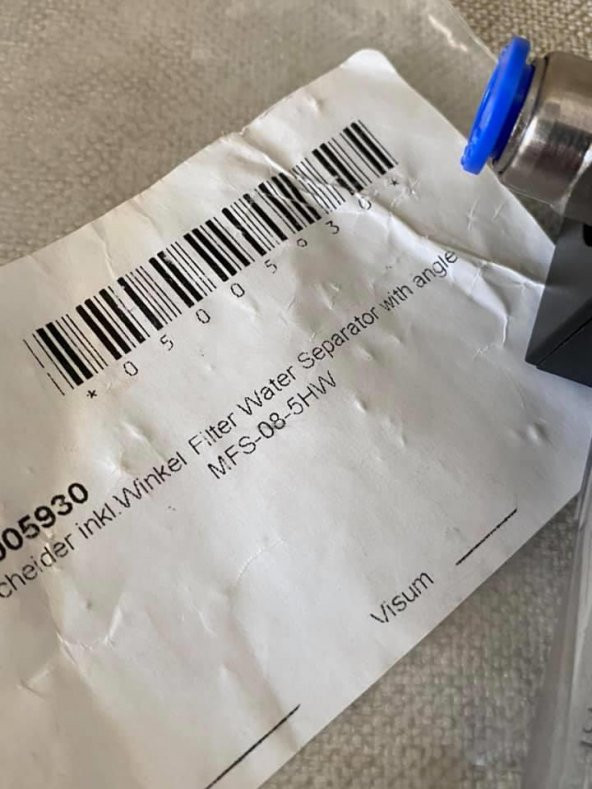 * 0 5 0 0 5 9 3 0 *
005930
cheider inkl.Winkel Filter Water Separator with angle
MFS-08-5HW
Visum